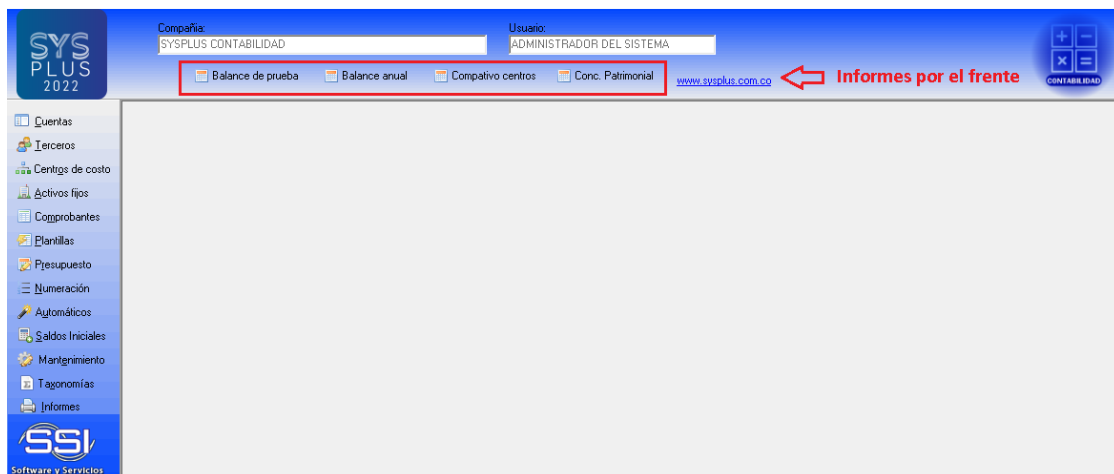 SYS
PLUS
2022
Compañia:
SYSPLUS CONTABILIDAD
Usuario:
ADMINISTRADOR DEL SISTEMA
Balance de prueba
Balance anual
Compativo centros
Conc. Patrimonial
www.sysplus.com.co
Informes por el frente
CONTABILIDAD
Cuentas
Terceros
Centros de costo
Activos fijos
Comprobantes
Plantillas
Presupuesto
Numeración
Automáticos
Saldos Iniciales
Mantenimiento
Taxonomías
Informes
SSI
Software y Servicios